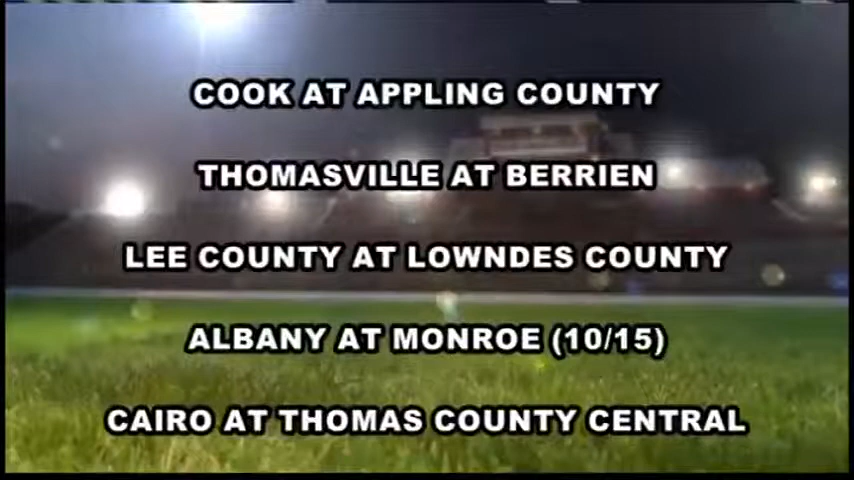 COOK AT APPLING COUNTY
THOMASVILLE AT BERRIEN
LEE COUNTY AT LOWNDES COUNTY
ALBANY AT MONROE (10/15)
CAIRO AT THOMAS COUNTY CENTRAL